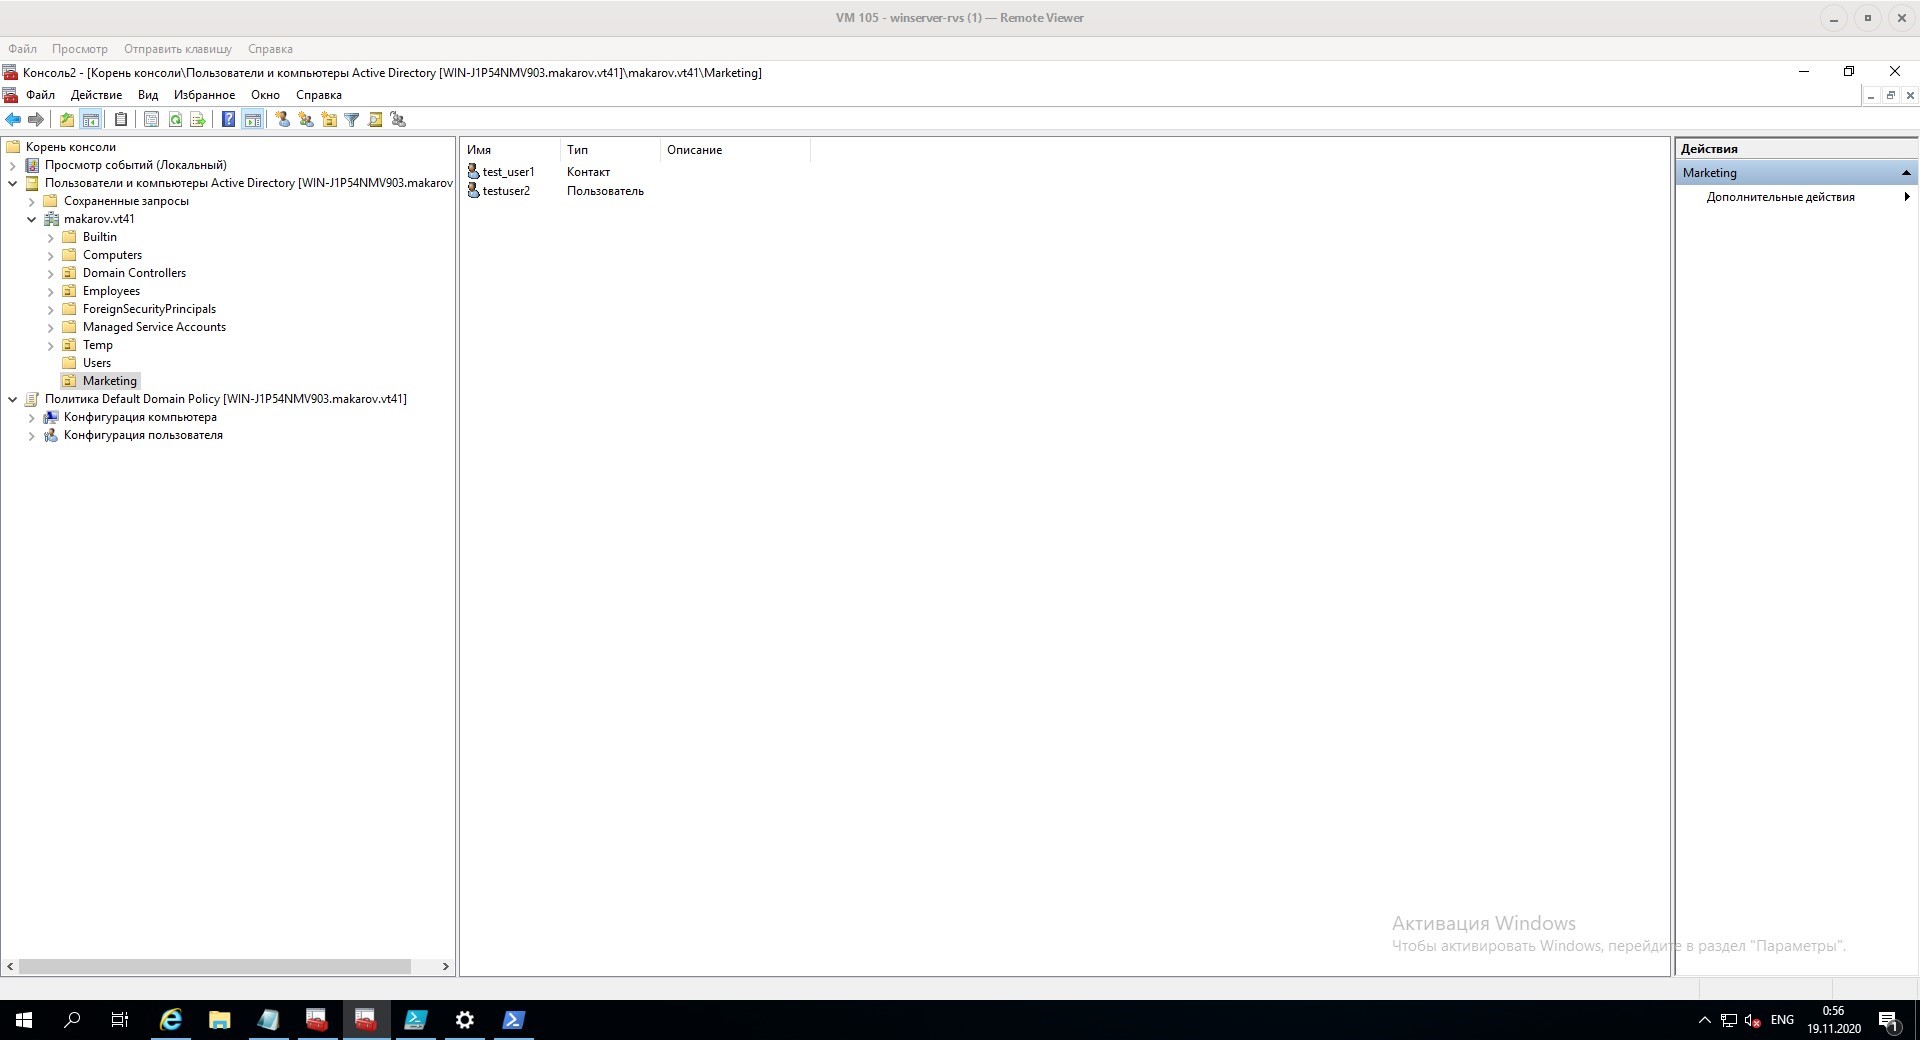 VM 105 - winserver-rvs (1) — Remote Viewer
Файл Просмотр Отправить клавишу Справка
Консоль2 - [Корень консоли\Пользователи и компьютеры Active Directory [WIN-J1P54NMV903.makarov.vt41]\makarov.vt41\Marketing]
Файл Действие Вид Избранное Окно Справка
Корень консоли
Просмотр событий (Локальный)
Пользователи и компьютеры Active Directory [WIN-J1P54NMV903.makarov
Сохраненные запросы
makarov.vt41
Builtin
Computers
Domain Controllers
Employees
ForeignSecurityPrincipals
Managed Service Accounts
Temp
Users
Marketing
Политика Default Domain Policy [WIN-J1P54NMV903.makarov.vt41]
Конфигурация компьютера
Конфигурация пользователя
Имя Тип Описание
test_user1 Контакт
testuser2 Пользователь
Действия
Marketing
Дополнительные действия
Активация Windows
Чтобы активировать Windows, перейдите в раздел "Параметры".
ENG
0:56
19.11.2020
1